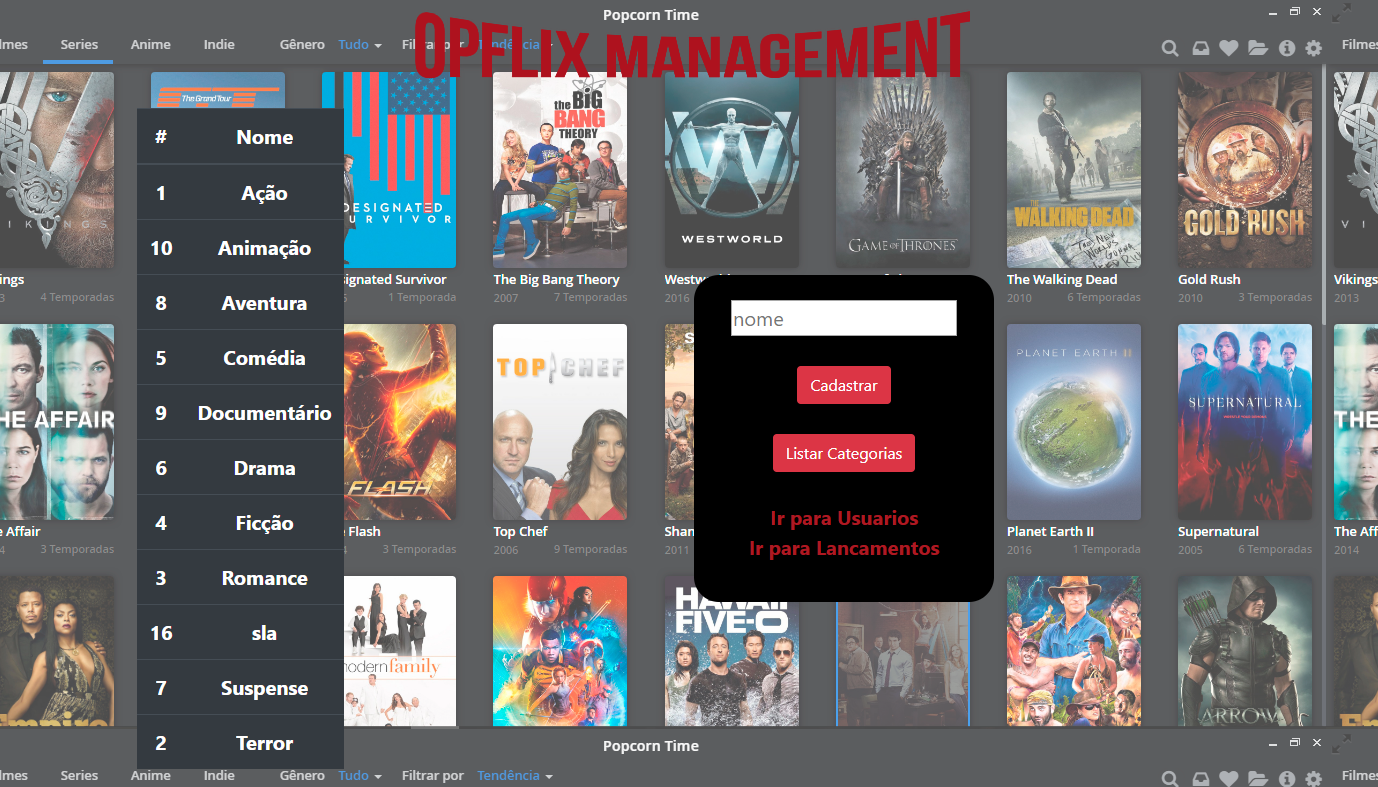 Popcorn Time
OPFLIX MANAGEMENT
lmes Series Anime Indie Gênero Tudo Filtrar por Tendência Filmes
The Grand Tour
VIKINGS
DESIGNATED
SURVIVOR
the BIG
BANG
THEORY
WESTWORLD
GAME OF THRONES
THE
WALKING DEAD
GOLD RUSH
ings
3 4 Temporadas
signated Survivor
1 Temporada
The Big Bang Theory
2007 7 Temporadas
2016
The Walking Dead
2010 6 Temporadas
Gold Rush
2010 3 Temporadas
Vikings
2013
# Nome
1 Ação
10 Animação
8 Aventura
5 Comédia
9 Documentário
6 Drama
4 Ficção
3 Romance
16 sla
7 Suspense
2 Terror
nome
Cadastrar
Listar Categorias
Ir para Usuarios
Ir para Lancamentos
HE AFFAIR
FLASH
TOP CHEF
PLANET EARTH II
SUPERNATURAL
THE
e Affair
4 3 Temporadas
e Flash
3 Temporadas
Top Chef
2006 9 Temporadas
Shan
2011
Planet Earth II
2016 1 Temporada
Supernatural
2005 6 Temporadas
The Aff
2014
Empire
modern family
HAWAII
FIVE-O
ARROW
Popcorn Time
lmes Series Anime Indie Gênero Tudo Filtrar por Tendência Filmes